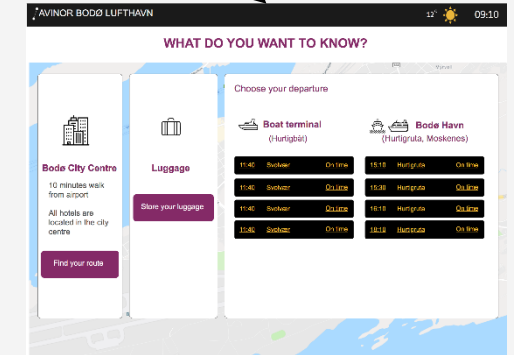 AVINOR BODØ LUFTHAVN
12°
09:10
WHAT DO YOU WANT TO KNOW?
Bodø City Centre
10 minutes walk
from airport
All hotels are
located in the city
centre
Find your route
Luggage
Store your luggage
Choose your departure
Boat terminal
(Hurtigbåt)
11:40 Svolvær On time
11:40 Svolvær On time
11:40 Svolvær On time
11:40 Svolvær On time
Bodø Havn
(Hurtigruta, Moskenes)
15:15 Hurtigruta On time
15:30 Hurtigruta On time
16:15 Hurtigruta On time
18:15 Hurtigruta On time